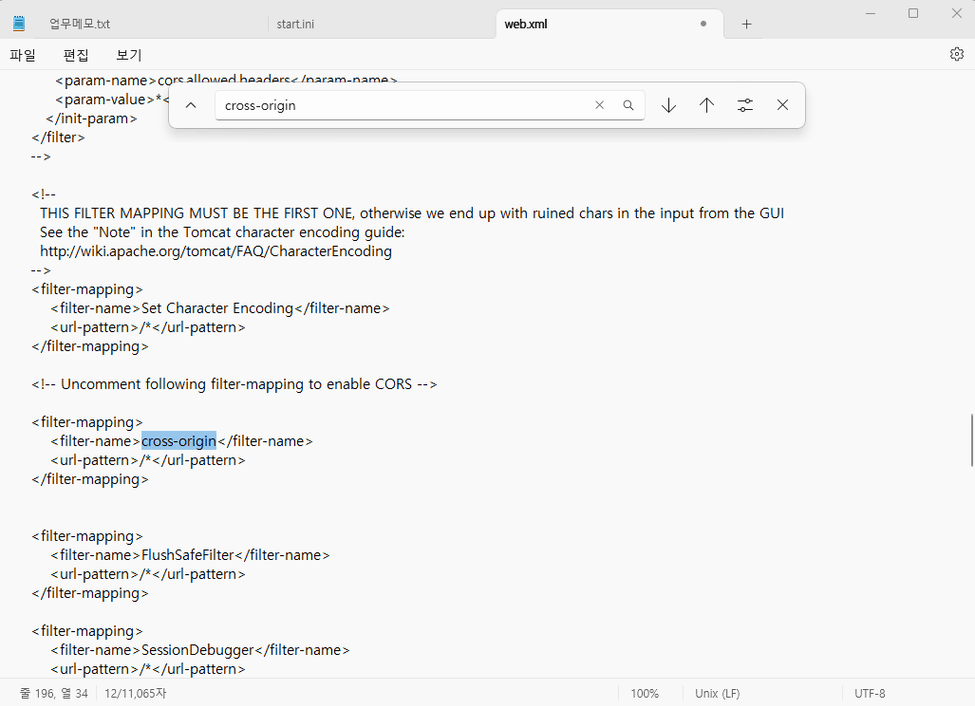 업무메모.txt
start.ini
web.xml
파일
편집
보기
<param-name>cors.allowed.headers</param-name>
<param-value>*<
cross-origin
</init-param>
</filter>
-->
<!--
THIS FILTER MAPPING MUST BE THE FIRST ONE, otherwise we end up with ruined chars in the input from the GUI
See the "Note" in the Tomcat character encoding guide:
http://wiki.apache.org/tomcat/FAQ/CharacterEncoding
-->
<filter-mapping>
<filter-name>Set Character Encoding</filter-name>
<url-pattern>/*</url-pattern>
</filter-mapping>
<!-- Uncomment following filter-mapping to enable CORS -->
<filter-mapping>
<filter-name>cross-origin</filter-name>
<url-pattern>/*</url-pattern>
</filter-mapping>
<filter-mapping>
<filter-name>FlushSafeFilter</filter-name>
<url-pattern>/*</url-pattern>
</filter-mapping>
<filter-mapping>
<filter-name>SessionDebugger</filter-name>
<url-pattern>/*</url-pattern>
줄 196, 열 34
12/11,065자
100%
Unix (LF)
UTF-8